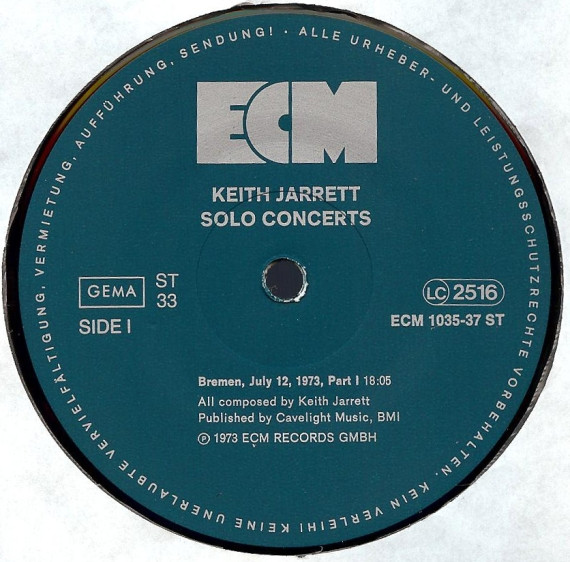 ALLE URHEBER- UND LEISTUNGSSCHUTZRECHTE VORBEHALTEN. KEIN VERLEIH! KEINE UNERLAUBTE VERVIELFÄLTIGUNG, VERMIETUNG, AUFFÜHRUNG, SENDUNG! ·
ECM
KEITH JARRETT
SOLO CONCERTS
GEMA ST 33
LC 2516
SIDE I
ECM 1035-37 ST
Bremen, July 12, 1973, Part I 18:05
All composed by Keith Jarrett
Published by Cavelight Music, BMI
℗ 1973 ECM RECORDS GMBH